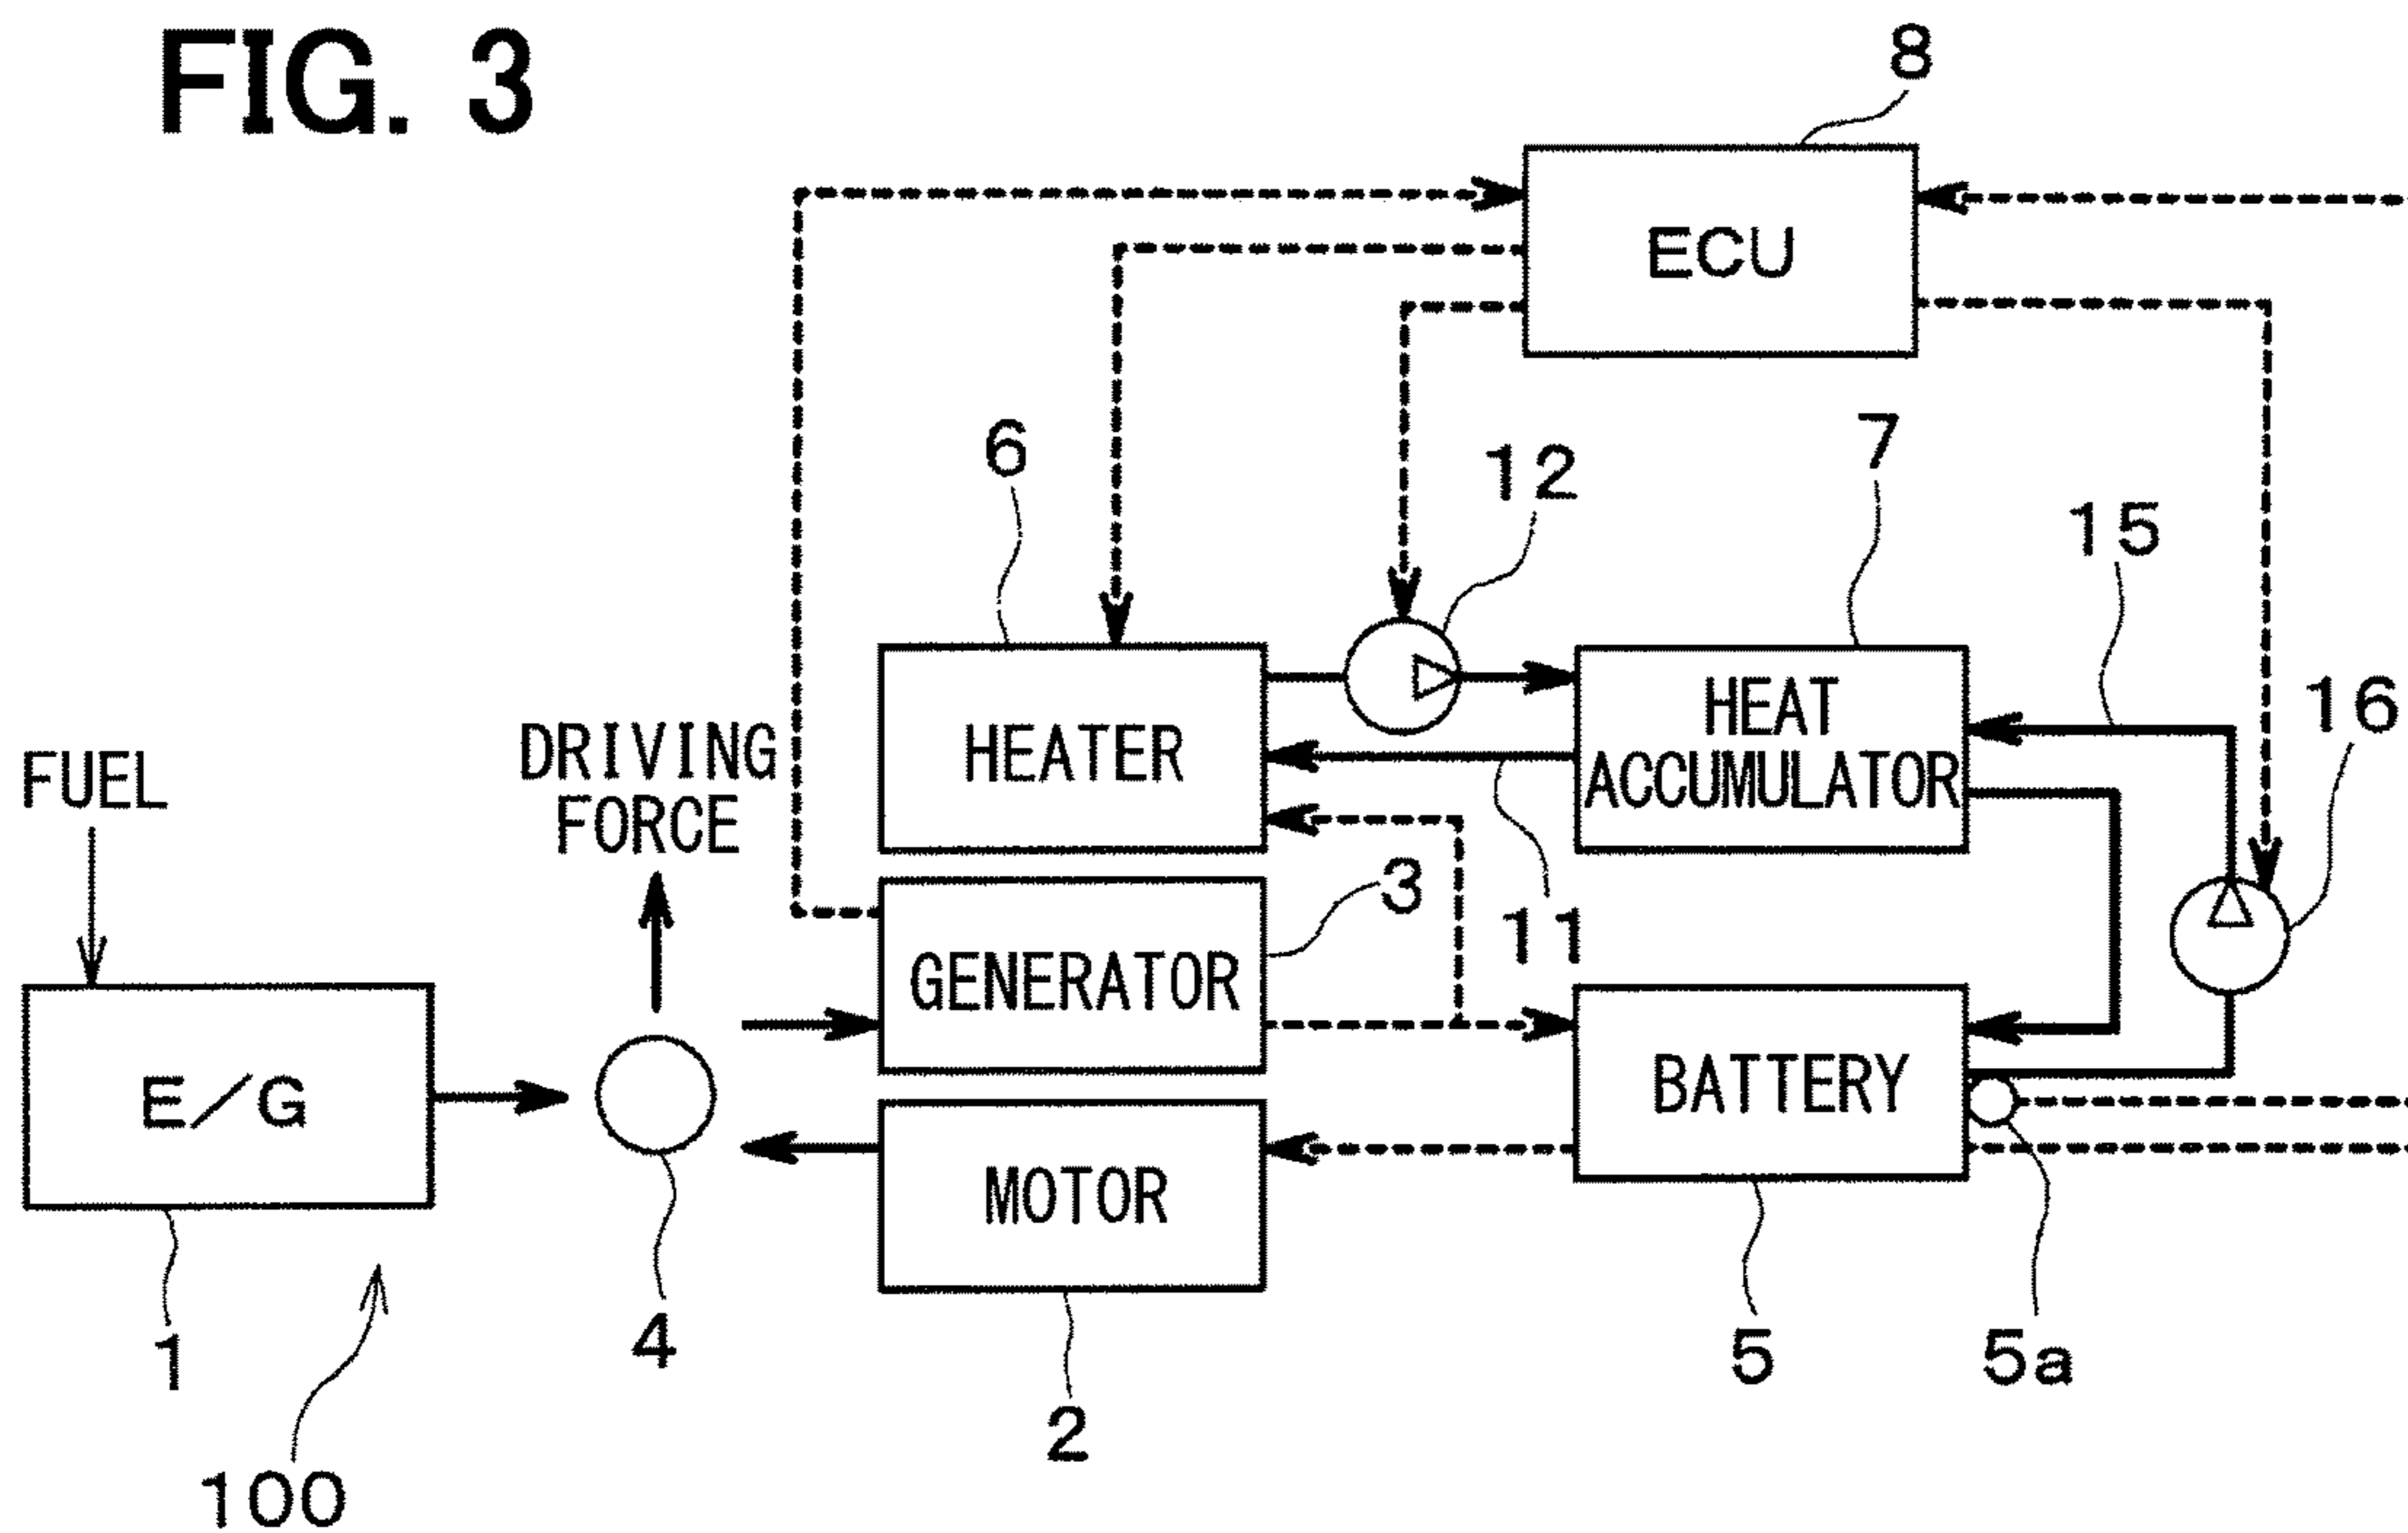 FIG. 3
8
ECU
6
12
7
15
16
HEATER
HEAT
ACCUMULATOR
DRIVING
FORCE
FUEL
3
11
GENERATOR
E/G
BATTERY
MOTOR
1
4
2
5
5a
100